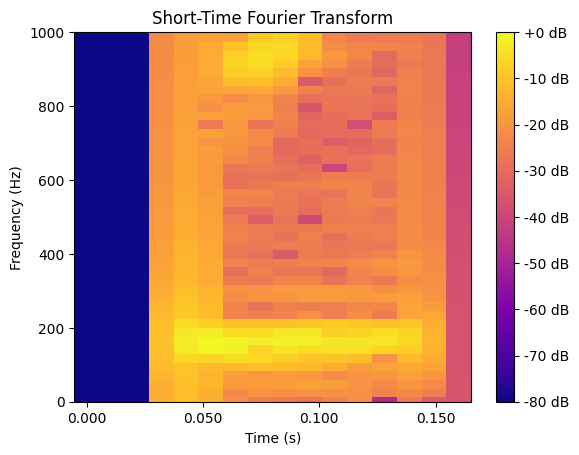 Short-Time Fourier Transform
1000
800
600
400
200
0
Frequency (Hz)
0.000
0.050
0.100
0.150
Time (s)
+0 dB
-10 dB
-20 dB
-30 dB
-40 dB
-50 dB
-60 dB
-70 dB
-80 dB